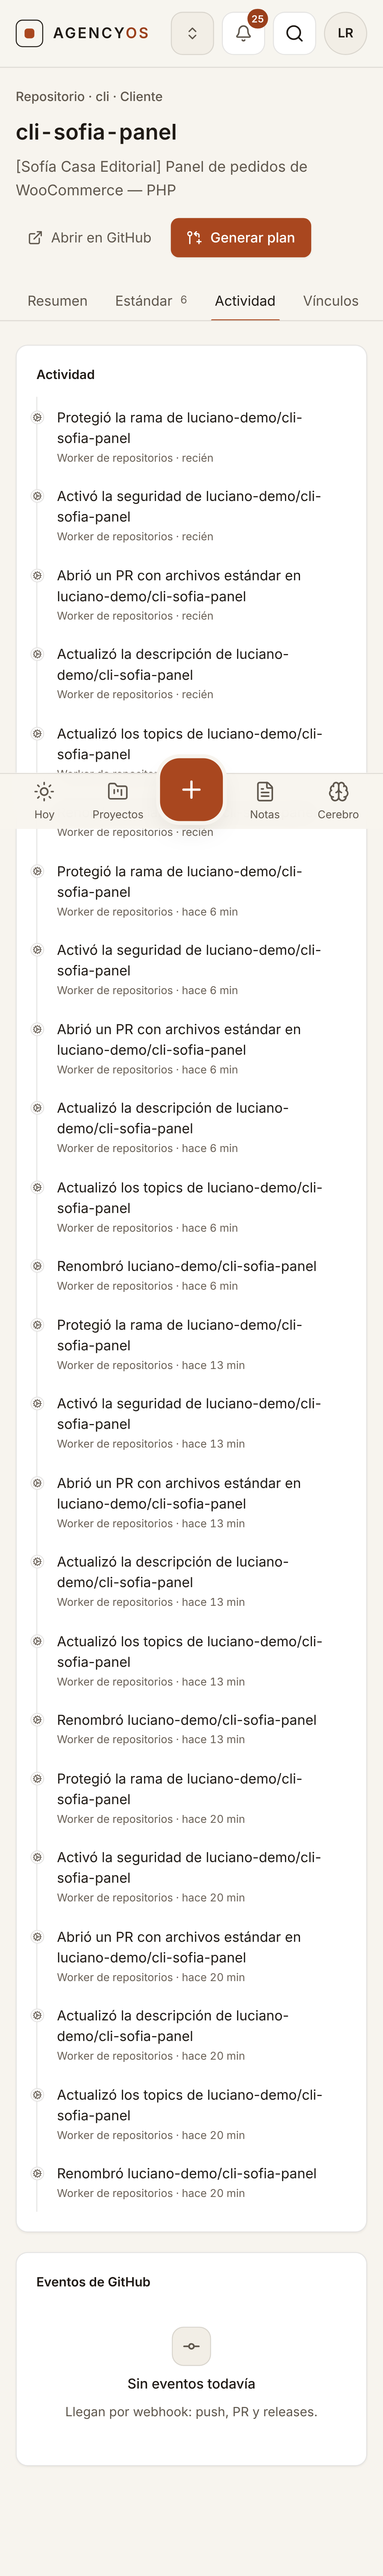 AGENCYOS
25
LR
Repositorio · cli · Cliente
cli-sofia-panel
[Sofía Casa Editorial] Panel de pedidos de
WooCommerce — PHP
Abrir en GitHub
Generar plan
Resumen
Estándar 6
Actividad
Vínculos
Actividad
Protegió la rama de luciano-demo/cli-
sofia-panel
Worker de repositorios · recién
Activó la seguridad de luciano-demo/cli-
sofia-panel
Worker de repositorios · recién
Abrió un PR con archivos estándar en
luciano-demo/cli-sofia-panel
Worker de repositorios · recién
Actualizó la descripción de luciano-
demo/cli-sofia-panel
Worker de repositorios · recién
Actualizó los topics de luciano-demo/cli-
sofia-panel
Hoy
Proyectos
Notas
Cerebro
Worker de repositorios · recién
Protegió la rama de luciano-demo/cli-
sofia-panel
Worker de repositorios · hace 6 min
Activó la seguridad de luciano-demo/cli-
sofia-panel
Worker de repositorios · hace 6 min
Abrió un PR con archivos estándar en
luciano-demo/cli-sofia-panel
Worker de repositorios · hace 6 min
Actualizó la descripción de luciano-
demo/cli-sofia-panel
Worker de repositorios · hace 6 min
Actualizó los topics de luciano-demo/cli-
sofia-panel
Worker de repositorios · hace 6 min
Renombró luciano-demo/cli-sofia-panel
Worker de repositorios · hace 6 min
Protegió la rama de luciano-demo/cli-
sofia-panel
Worker de repositorios · hace 13 min
Activó la seguridad de luciano-demo/cli-
sofia-panel
Worker de repositorios · hace 13 min
Abrió un PR con archivos estándar en
luciano-demo/cli-sofia-panel
Worker de repositorios · hace 13 min
Actualizó la descripción de luciano-
demo/cli-sofia-panel
Worker de repositorios · hace 13 min
Actualizó los topics de luciano-demo/cli-
sofia-panel
Worker de repositorios · hace 13 min
Renombró luciano-demo/cli-sofia-panel
Worker de repositorios · hace 13 min
Protegió la rama de luciano-demo/cli-
sofia-panel
Worker de repositorios · hace 20 min
Activó la seguridad de luciano-demo/cli-
sofia-panel
Worker de repositorios · hace 20 min
Abrió un PR con archivos estándar en
luciano-demo/cli-sofia-panel
Worker de repositorios · hace 20 min
Actualizó la descripción de luciano-
demo/cli-sofia-panel
Worker de repositorios · hace 20 min
Actualizó los topics de luciano-demo/cli-
sofia-panel
Worker de repositorios · hace 20 min
Renombró luciano-demo/cli-sofia-panel
Worker de repositorios · hace 20 min
Eventos de GitHub
Sin eventos todavía
Llegan por webhook: push, PR y releases.